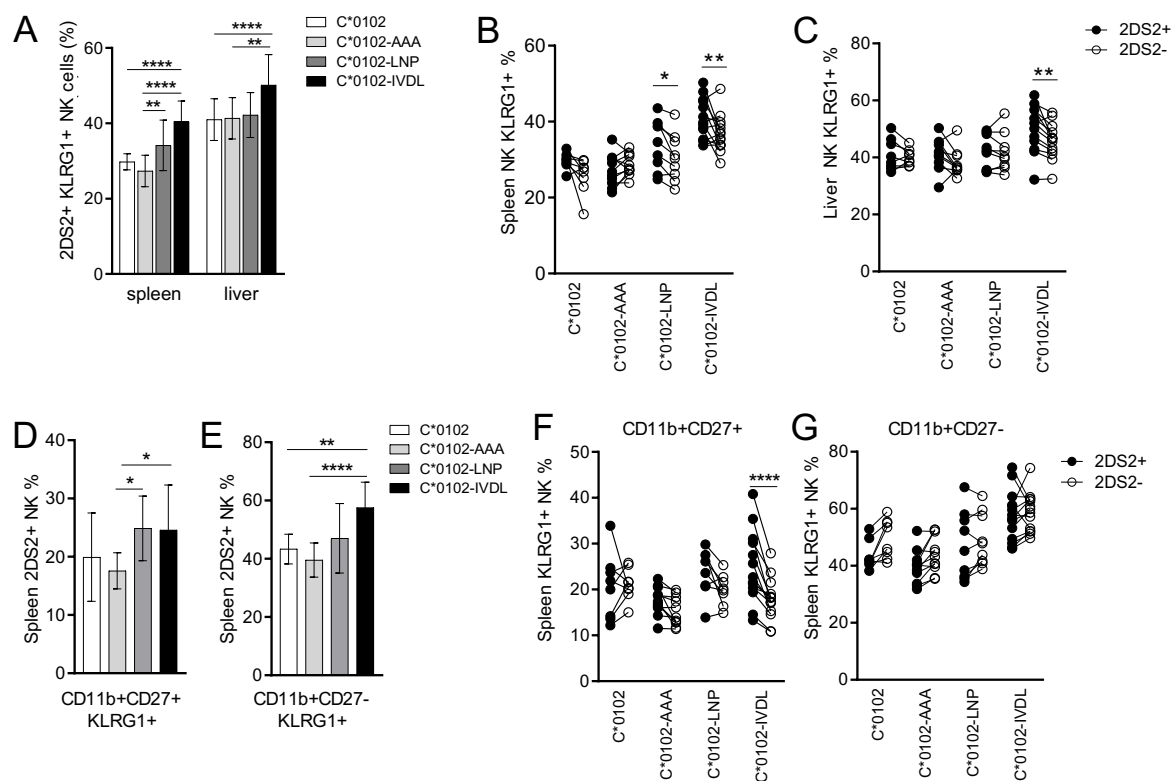 A
2DS2+ KLRG1+ NK cells (%)
60
40
20
0
****
****
**
****
**
spleen
liver
C*0102
C*0102-AAA
C*0102-LNP
C*0102-IVDL
B
Spleen NK KLRG1+ %
60
40
20
0
*
**
C*0102
C*0102-AAA
C*0102-LNP
C*0102-IVDL
C
Liver NK KLRG1+ %
80
60
40
20
0
**
C*0102
C*0102-AAA
C*0102-LNP
C*0102-IVDL
2DS2+
2DS2-
D
Spleen 2DS2+ NK %
40
30
20
10
0
*
*
CD11b+CD27+
KLRG1+
E
Spleen 2DS2+ NK %
80
60
40
20
0
**
****
CD11b+CD27-
KLRG1+
C*0102
C*0102-AAA
C*0102-LNP
C*0102-IVDL
F
CD11b+CD27+
Spleen KLRG1+ NK %
50
40
30
20
10
0
****
C*0102
C*0102-AAA
C*0102-LNP
C*0102-IVDL
G
CD11b+CD27-
Spleen KLRG1+ NK %
80
60
40
20
0
C*0102
C*0102-AAA
C*0102-LNP
C*0102-IVDL
2DS2+
2DS2-